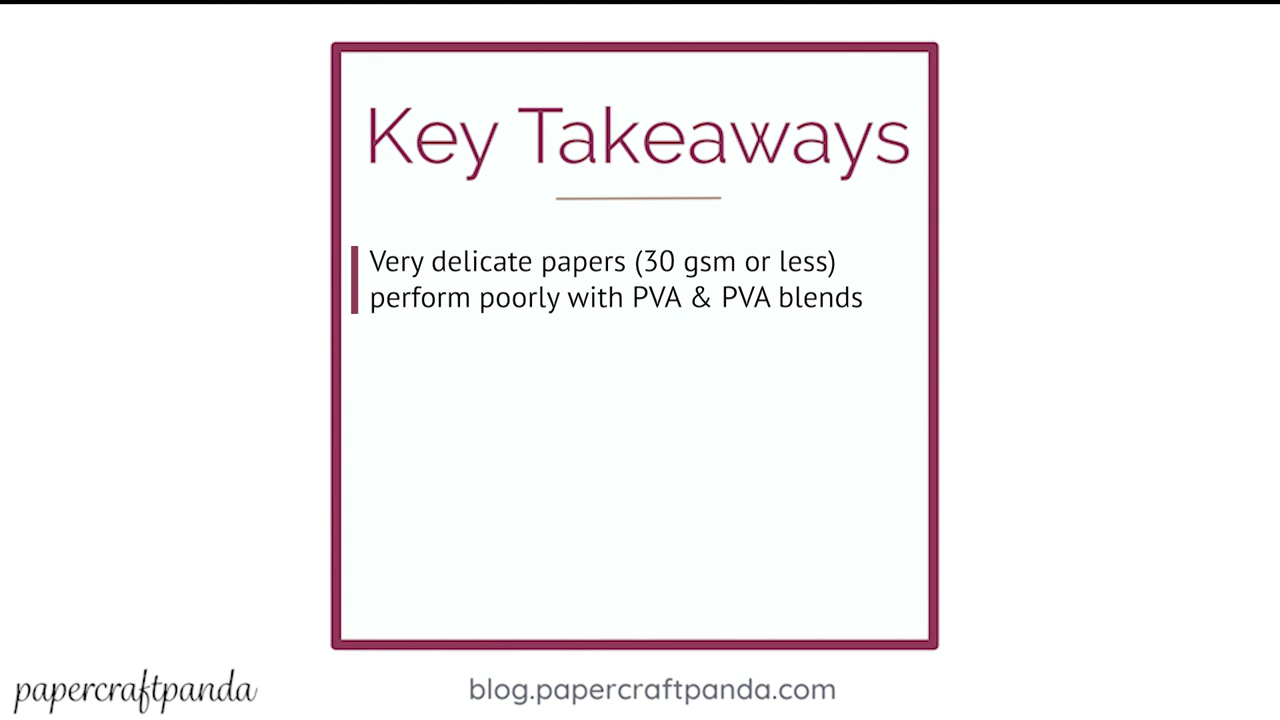 Key Takeaways
Very delicate papers (30 gsm or less)
perform poorly with PVA & PVA blends
papercraftpanda
blog.papercraftpanda.com